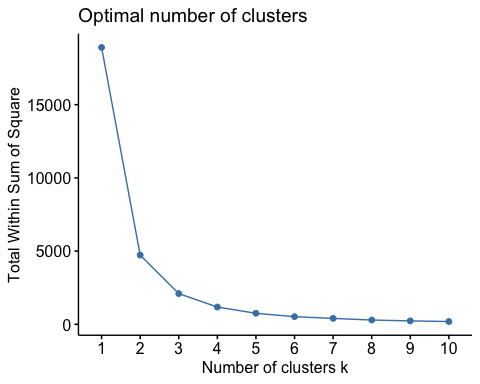 Optimal number of clusters
Total Within Sum of Square
15000
10000
5000
0
1 2 3 4 5 6 7 8 9 10
Number of clusters k